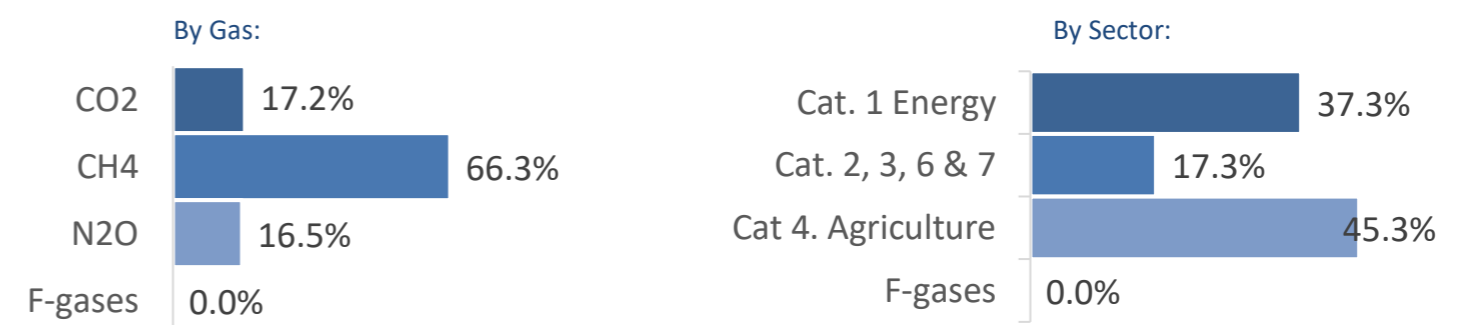 By Gas:
CO2 17.2%
CH4 66.3%
N2O 16.5%
F-gases 0.0%
By Sector:
Cat. 1 Energy 37.3%
Cat. 2, 3, 6 & 7 17.3%
Cat 4. Agriculture 45.3%
F-gases 0.0%